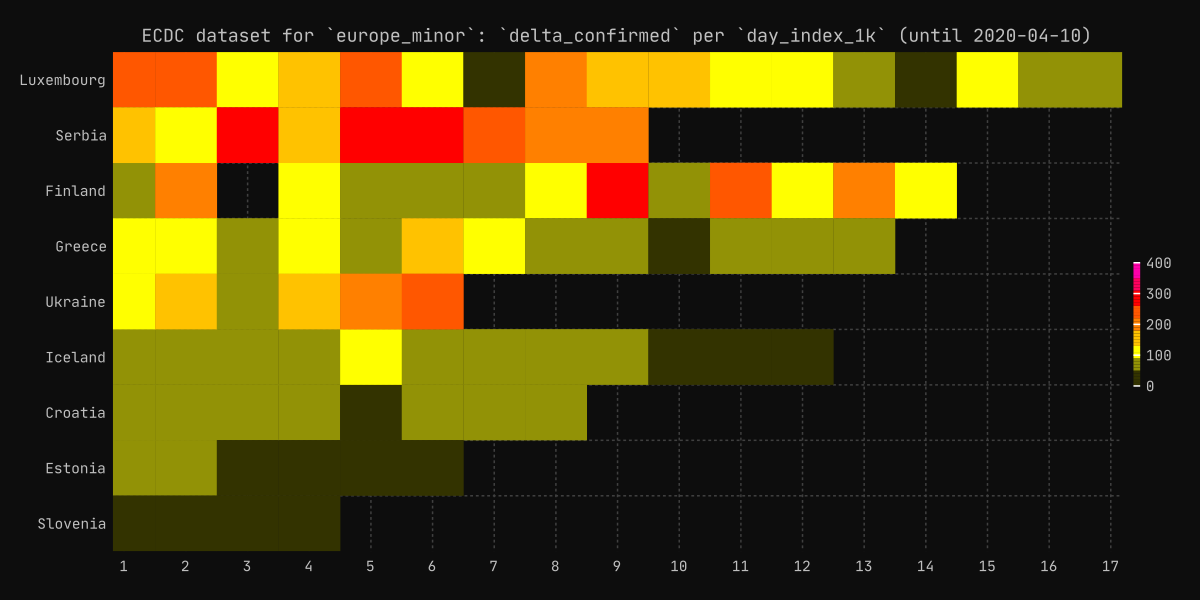 ECDC dataset for `europe_minor`: `delta_confirmed` per `day_index_1k` (until 2020-04-10)
Luxembourg
Serbia
Finland
Greece
Ukraine
Iceland
Croatia
Estonia
Slovenia
400
300
200
100
0
1 2 3 4 5 6 7 8 9 10 11 12 13 14 15 16 17